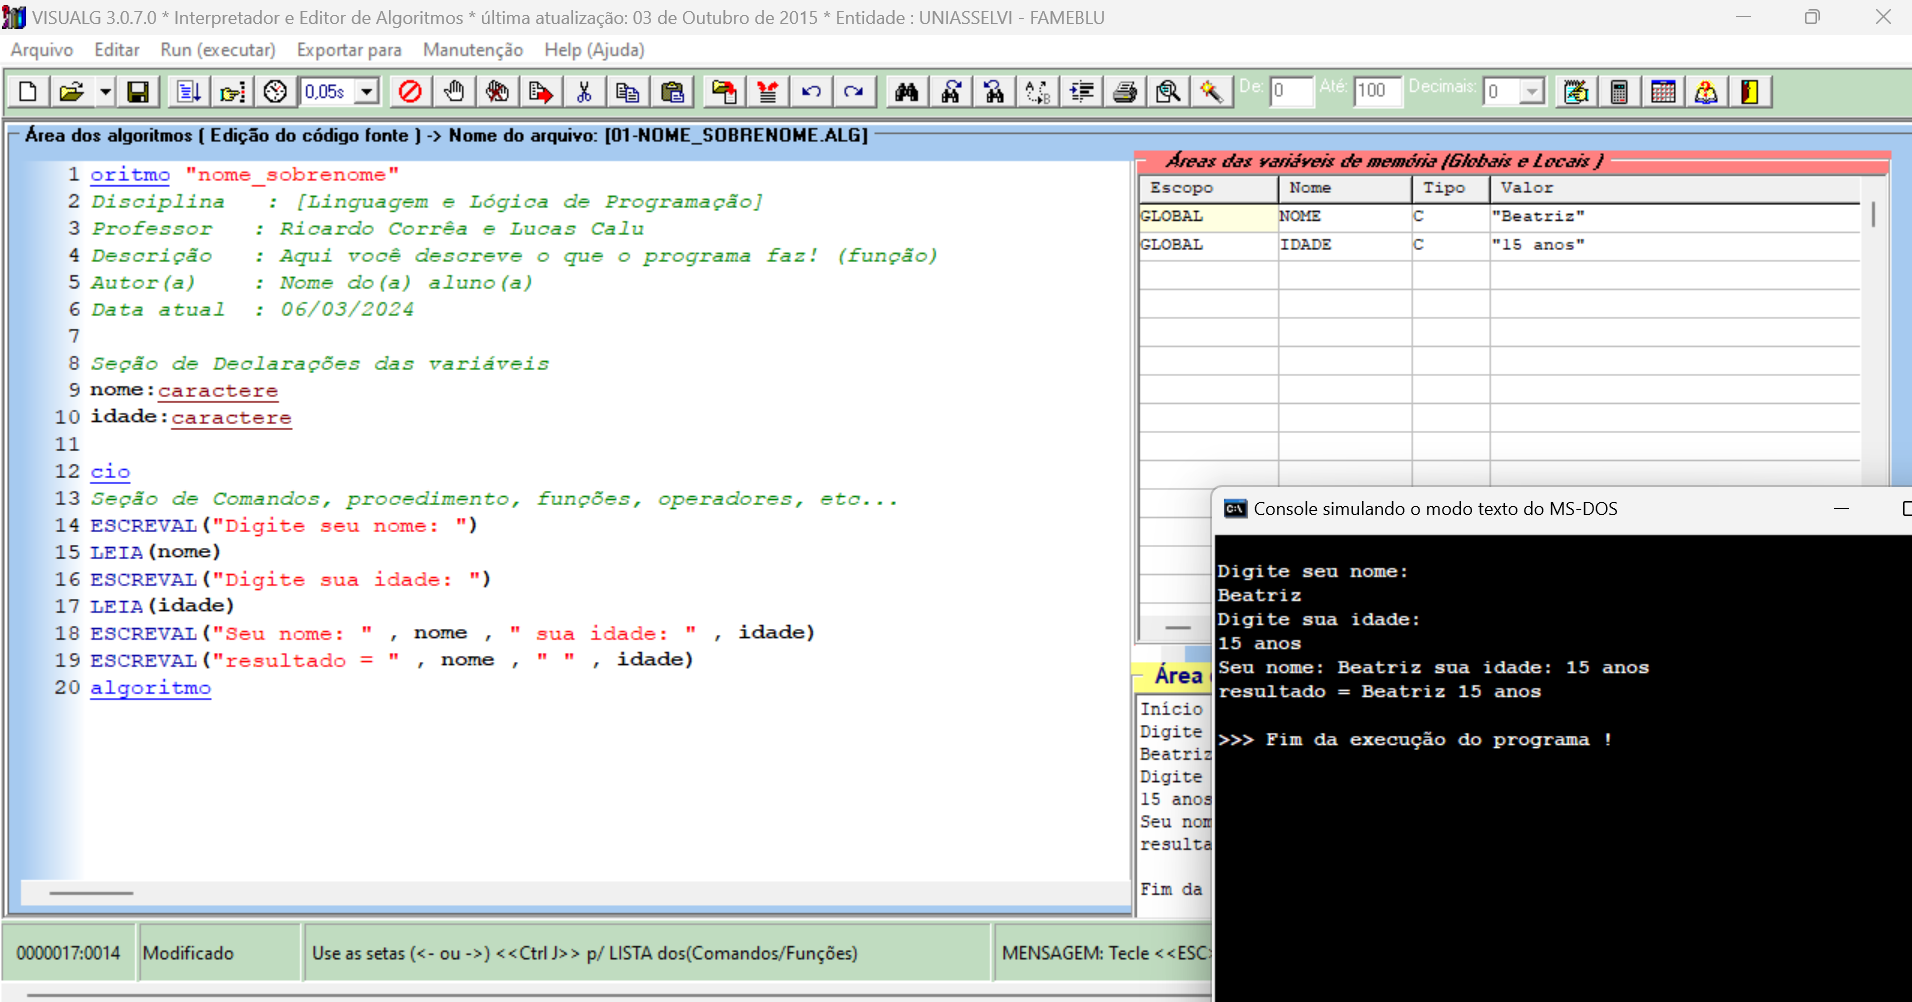 VISUALG 3.0.7.0 * Interpretador e Editor de Algoritmos * última atualização: 03 de Outubro de 2015 * Entidade : UNIASSELVI - FAMEBLU
Arquivo Editar Run (executar) Exportar para Manutenção Help (Ajuda)
0,05s De: 0 Até: 100 Decimais: 0
Área dos algoritmos ( Edição do código fonte ) -> Nome do arquivo: [01-NOME_SOBRENOME.ALG]
1 oritmo "nome_sobrenome"
2 Disciplina : [Linguagem e Lógica de Programação]
3 Professor : Ricardo Corrêa e Lucas Calu
4 Descrição : Aqui você descreve o que o programa faz! (função)
5 Autor(a) : Nome do(a) aluno(a)
6 Data atual : 06/03/2024
7
8 Seção de Declarações das variáveis
9 nome:caractere
10 idade:caractere
11
12 cio
13 Seção de Comandos, procedimento, funções, operadores, etc...
14 ESCREVAL("Digite seu nome: ")
15 LEIA(nome)
16 ESCREVAL("Digite sua idade: ")
17 LEIA(idade)
18 ESCREVAL("Seu nome: " , nome , " sua idade: " , idade)
19 ESCREVAL("resultado = " , nome , " " , idade)
20 algoritmo
Áreas das variáveis de memória (Globais e Locais )
Escopo Nome Tipo Valor
GLOBAL NOME C "Beatriz"
GLOBAL IDADE C "15 anos"
Área
Início
Digite
Beatriz
Digite
15 anos
Seu nom
resulta
Fim da
Console simulando o modo texto do MS-DOS
Digite seu nome:
Beatriz
Digite sua idade:
15 anos
Seu nome: Beatriz sua idade: 15 anos
resultado = Beatriz 15 anos
>>> Fim da execução do programa !
0000017:0014 Modificado Use as setas (<- ou ->) <<Ctrl J>> p/ LISTA dos(Comandos/Funções) MENSAGEM: Tecle <<ESC>